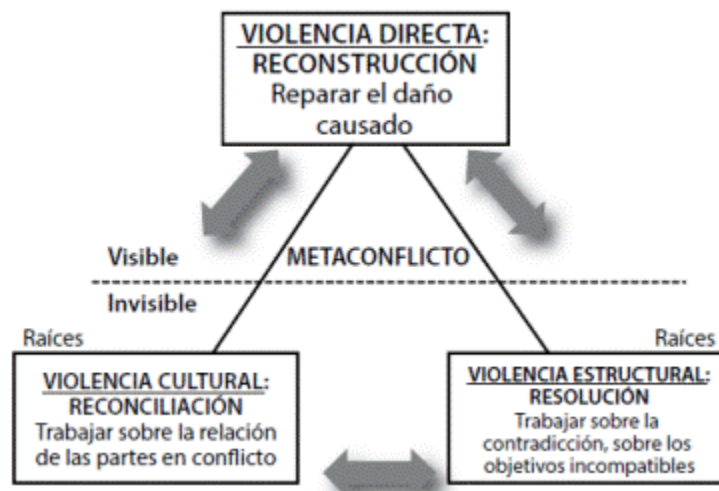 VIOLENCIA DIRECTA:
RECONSTRUCCIÓN
Reparar el daño
causado
Visible
METACONFLICTO
Invisible
Raíces
Raíces
VIOLENCIA CULTURAL:
RECONCILIACIÓN
Trabajar sobre la relación
de las partes en conflicto
VIOLENCIA ESTRUCTURAL:
RESOLUCIÓN
Trabajar sobre la
contradicción, sobre los
objetivos incompatibles